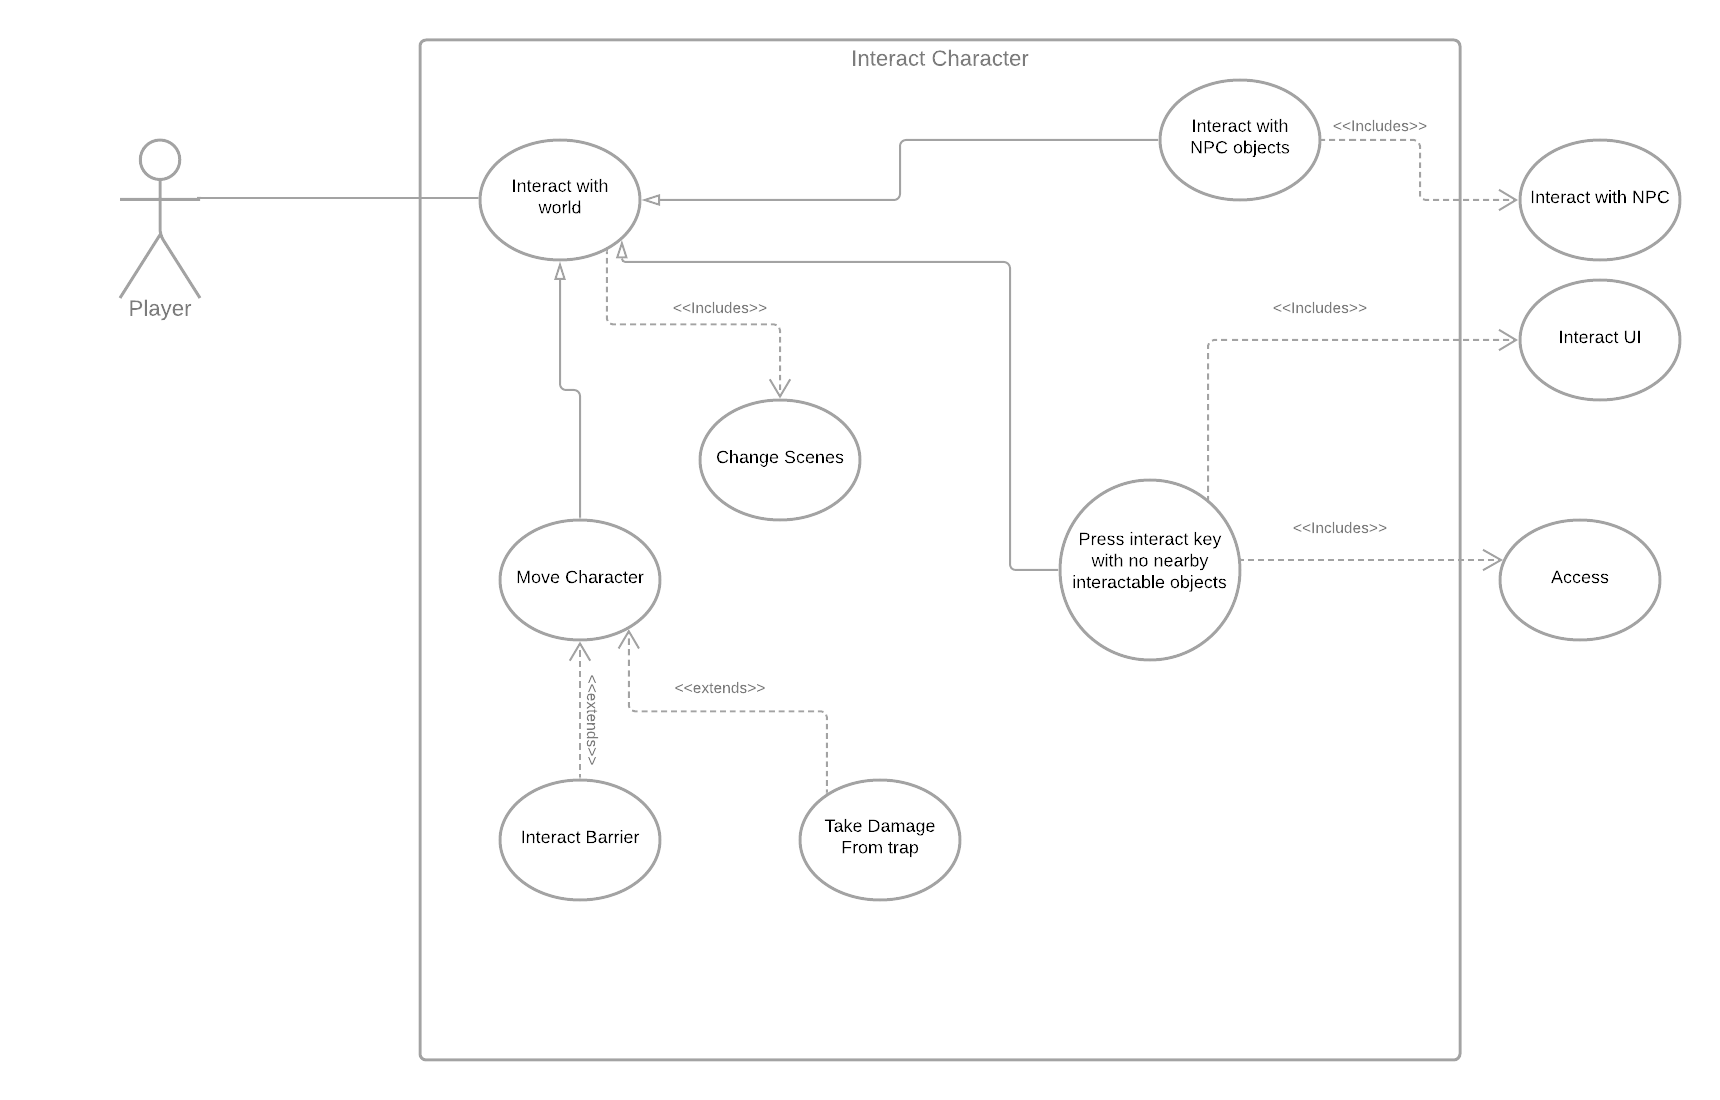 Interact Character
Interact with
NPC objects
<<Includes>>
Interact with
world
Interact with NPC
Player
<<Includes>>
<<Includes>>
Interact UI
Change Scenes
<<Includes>>
Press interact key
with no nearby
interactable objects
Move Character
Access
<<extends>>
<<extends>>
Interact Barrier
Take Damage
From trap